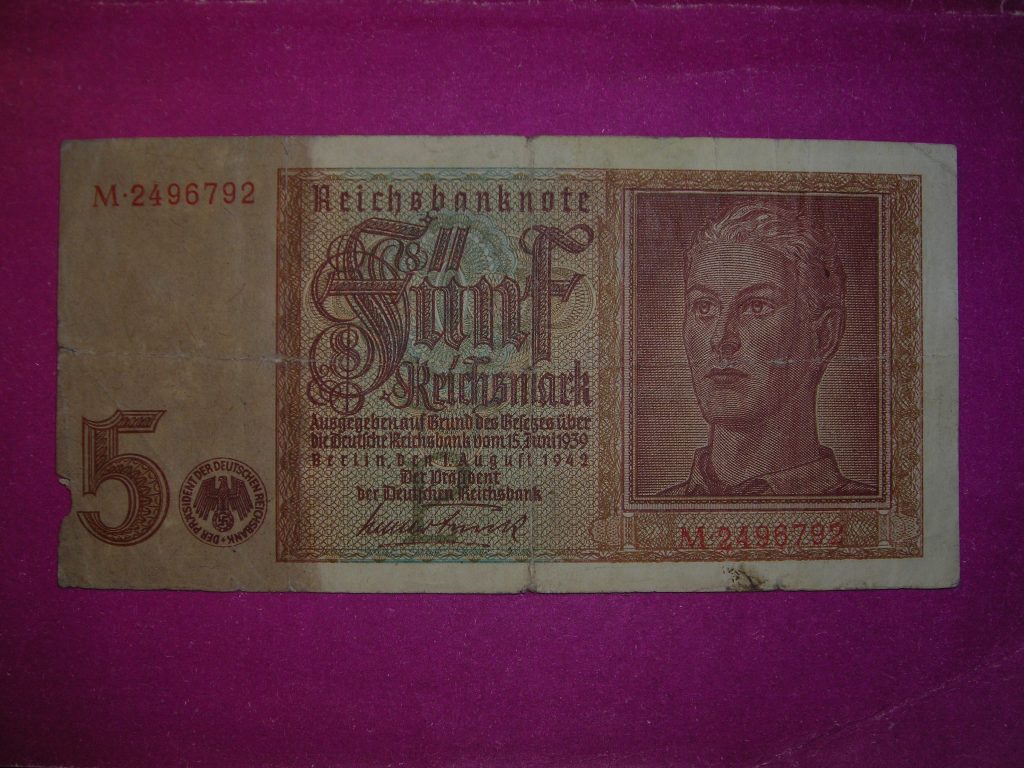 M·2496792
Reichsbanknote
Fünf
Reichsmark
Ausgegeben auf Grund des Gesetzes über
die Deutsche Reichsbank vom 15. Juni 1939
Berlin, den 1. August 1942
Der Präsident
der Deutschen Reichsbank
5
DER PRÄSIDENT DER DEUTSCHEN REICHSBANK
M·2496792